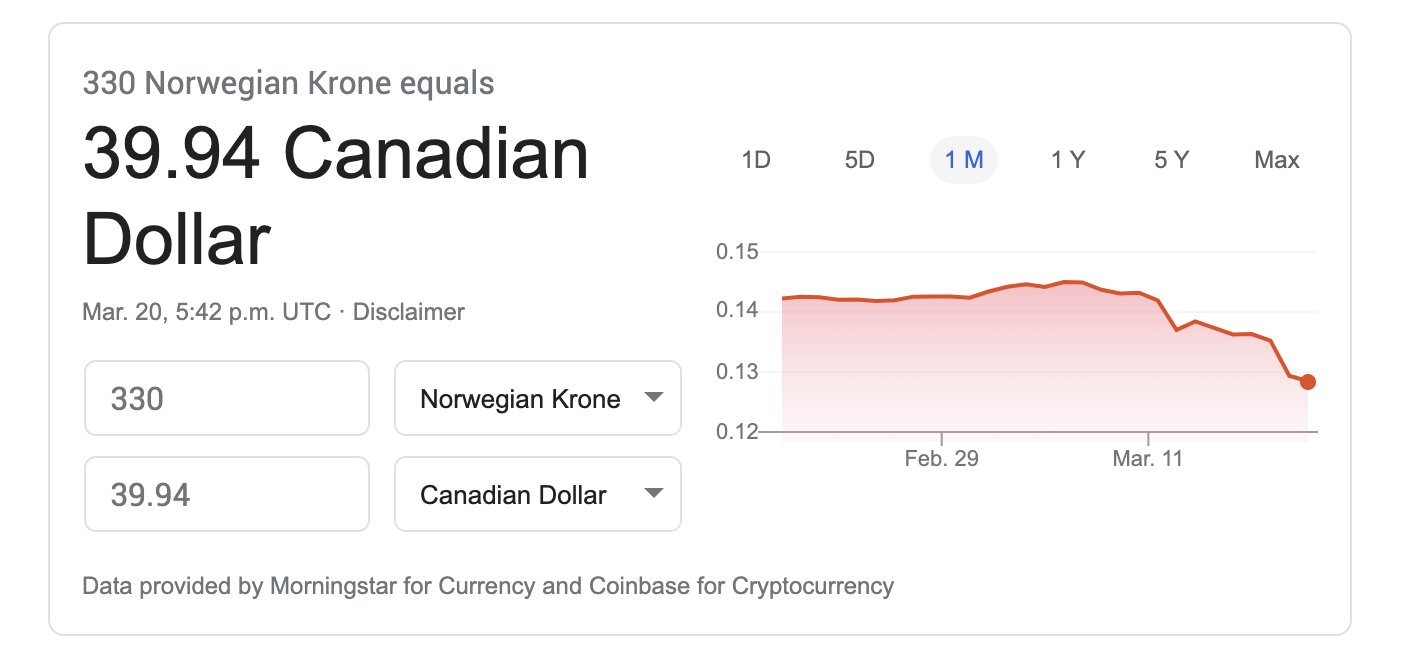 330 Norwegian Krone equals
39.94 Canadian
Dollar
Mar. 20, 5:42 p.m. UTC · Disclaimer
330
Norwegian Krone
39.94
Canadian Dollar
1D 5D 1 M 1 Y 5 Y Max
0.15
0.14
0.13
0.12
Feb. 29 Mar. 11
Data provided by Morningstar for Currency and Coinbase for Cryptocurrency